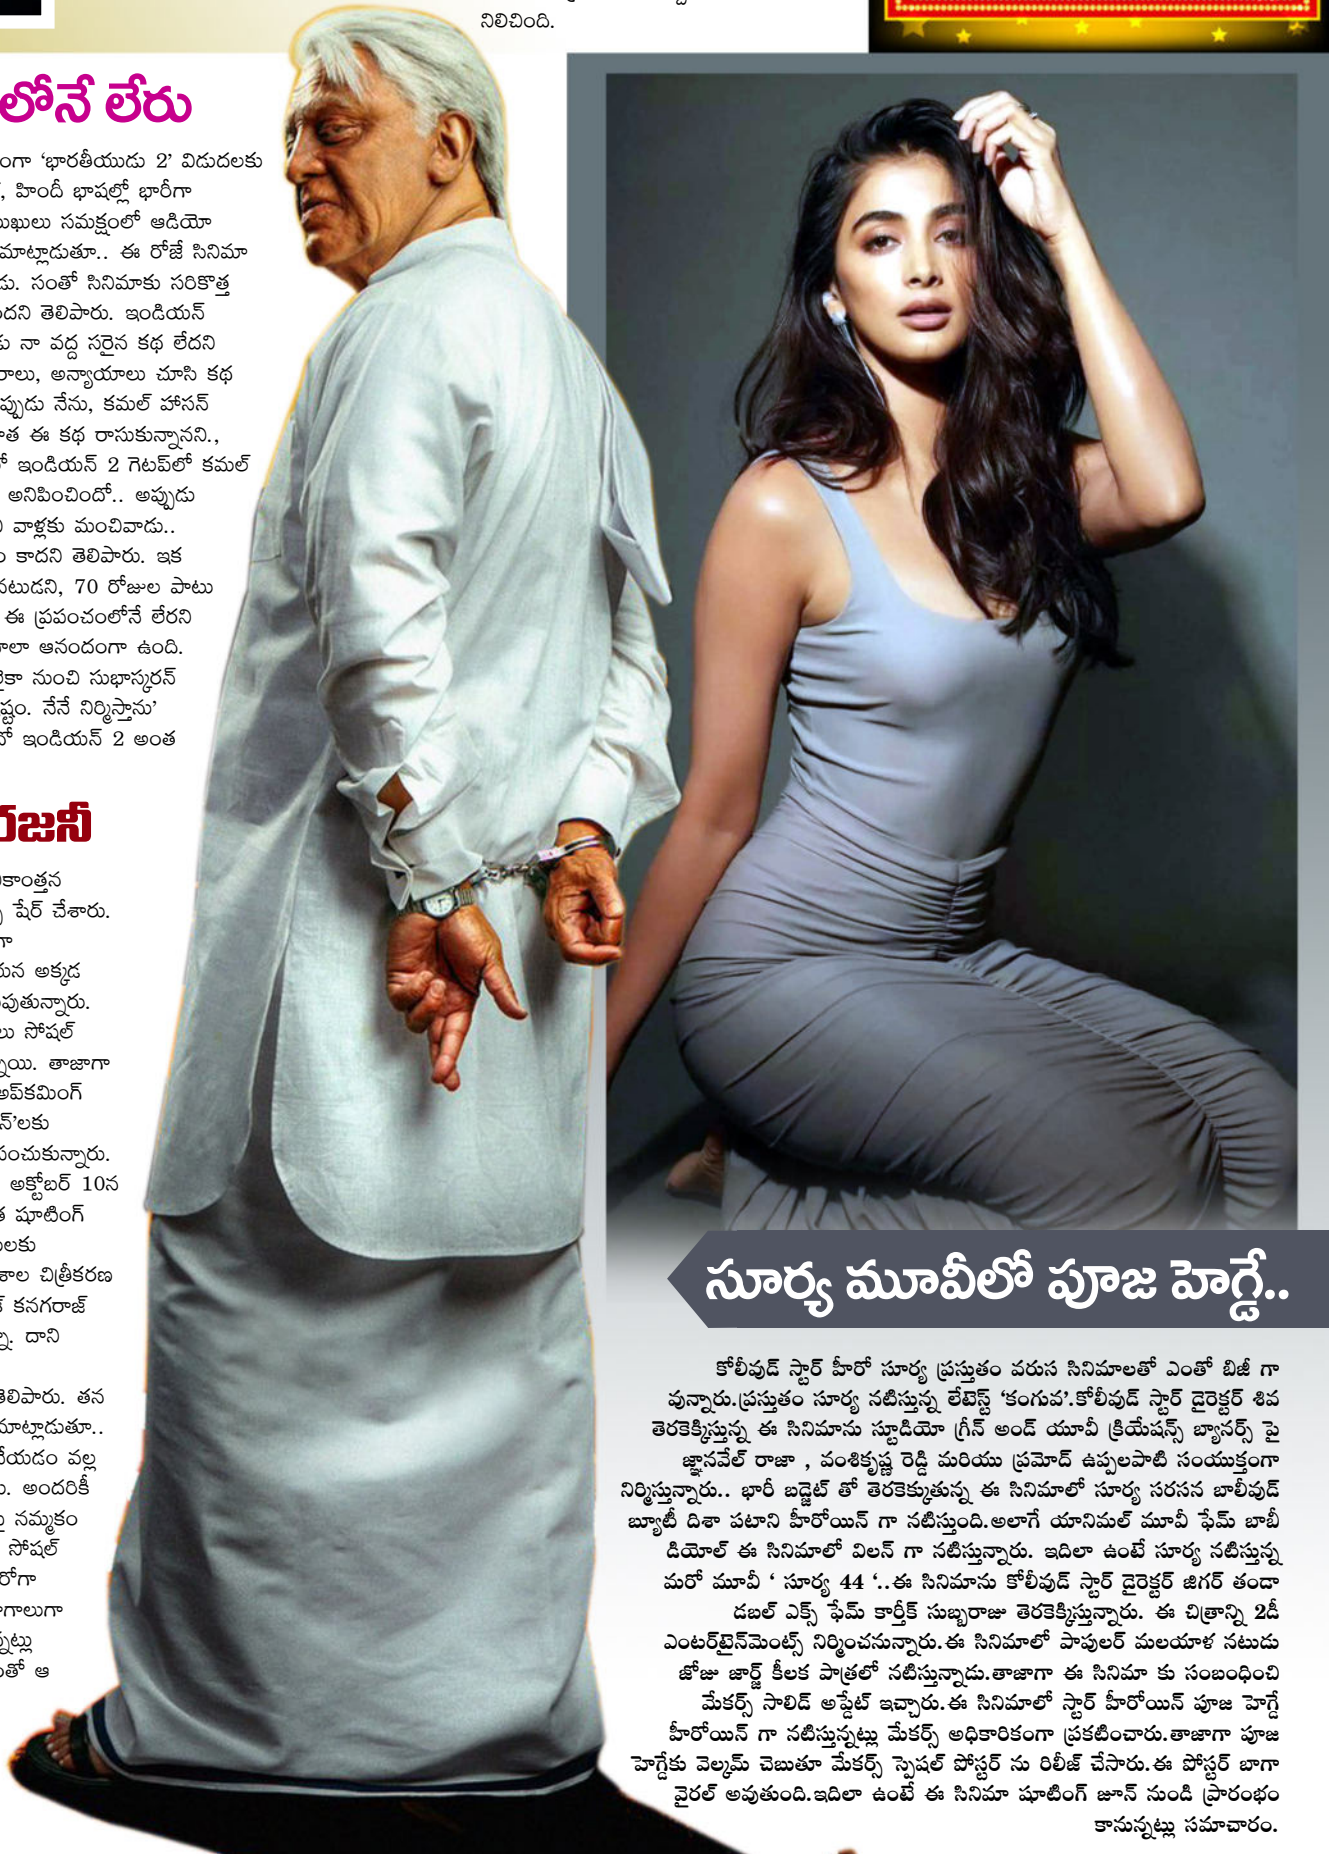 నిలిచింది.
లోనే లేరు
ంగా ‘భారతీయుడు 2’ విడుదలకు
, హిందీ భాషల్లో భారీగా
ముఖులు సమక్షంలో ఆడియో
మాట్లాడుతూ.. ఈ రోజే సినిమా
డు. సంతో సినిమాకు సరికొత్త
ందని తెలిపారు. ఇండియన్
డు నా వద్ద సరైన కథ లేదని
రాలు, అన్యాయాలు చూసి కథ
ప్పుడు నేను, కమల్ హాసన్
ాత ఈ కథ రాసుకున్నానని.,
ో ఇండియన్ 2 గెటప్‌లో కమల్
అనిపించిందో.. అప్పుడు
ి వాళ్లకు మంచివాడు..
ం కాదని తెలిపారు. ఇక
నటుడని, 70 రోజుల పాటు
ఈ ప్రపంచంలోనే లేరని
ాలా ఆనందంగా ఉంది.
లైకా నుంచి సుభాస్కరన్
ష్టం. నేనే నిర్మిస్తాను’
నో ఇండియన్ 2 అంత
రజనీ
ికాంత్తన
షేర్ చేశారు.
గా
రున అక్కడ
పుతున్నారు.
లు సోషల్
్నాయి. తాజాగా
అప్‌కమింగ్
న్’లకు
పంచుకున్నారు.
అక్టోబర్ 10న
త షూటింగ్
ులకు
శాల చిత్రీకరణ
్ కనగరాజ్
్నా. దాని
తెలిపారు. తన
మాట్లాడుతూ..
చేయడం వల్ల
ు. అందరికీ
పై నమ్మకం
సోషల్
రోగా
ాగాలుగా
న్నట్లు
ంతో ఆ
సూర్య మూవీలో పూజ హెగ్డే..
కోలీవుడ్ స్టార్ హీరో సూర్య ప్రస్తుతం వరుస సినిమాలతో ఎంతో బిజీ గా
వున్నారు.ప్రస్తుతం సూర్య నటిస్తున్న లేటెస్ట్ ‘కంగువ’.కోలీవుడ్ స్టార్ డైరెక్టర్ శివ
తెరకెక్కిస్తున్న ఈ సినిమాను స్టూడియో గ్రీన్ అండ్ యూవీ క్రియేషన్స్ బ్యానర్స్ పై
జ్ఞానవేల్ రాజా , వంశికృష్ణ రెడ్డి మరియు ప్రమోద్ ఉప్పలపాటి సంయుక్తంగా
నిర్మిస్తున్నారు.. భారీ బడ్జెట్ తో తెరకెక్కుతున్న ఈ సినిమాలో సూర్య సరసన బాలీవుడ్
బ్యూటీ దిశా పటాని హీరోయిన్ గా నటిస్తుంది.అలాగే యానిమల్ మూవీ ఫేమ్ బాబీ
డియోల్ ఈ సినిమాలో విలన్ గా నటిస్తున్నారు. ఇదిలా ఉంటే సూర్య నటిస్తున్న
మరో మూవీ ‘ సూర్య 44 ‘..ఈ సినిమాను కోలీవుడ్ స్టార్ డైరెక్టర్ జిగర్ తండా
డబల్ ఎక్స్ ఫేమ్ కార్తీక్ సుబ్బరాజు తెరకెక్కిస్తున్నారు. ఈ చిత్రాన్ని 2డీ
ఎంటర్‌టైన్‌మెంట్స్ నిర్మించనున్నారు.ఈ సినిమాలో పాపులర్ మలయాళ నటుడు
జోజు జార్జ్ కీలక పాత్రలో నటిస్తున్నాడు.తాజాగా ఈ సినిమా కు సంబంధించి
మేకర్స్ సాలిడ్ అప్డేట్ ఇచ్చారు.ఈ సినిమాలో స్టార్ హీరోయిన్ పూజ హెగ్డే
హీరోయిన్ గా నటిస్తున్నట్లు మేకర్స్ అధికారికంగా ప్రకటించారు.తాజాగా పూజ
హెగ్డేకు వెల్కమ్ చెబుతూ మేకర్స్ స్పెషల్ పోస్టర్ ను రిలీజ్ చేసారు.ఈ పోస్టర్ బాగా
వైరల్ అవుతుంది.ఇదిలా ఉంటే ఈ సినిమా షూటింగ్ జూన్ నుండి ప్రారంభం
కానున్నట్లు సమాచారం.